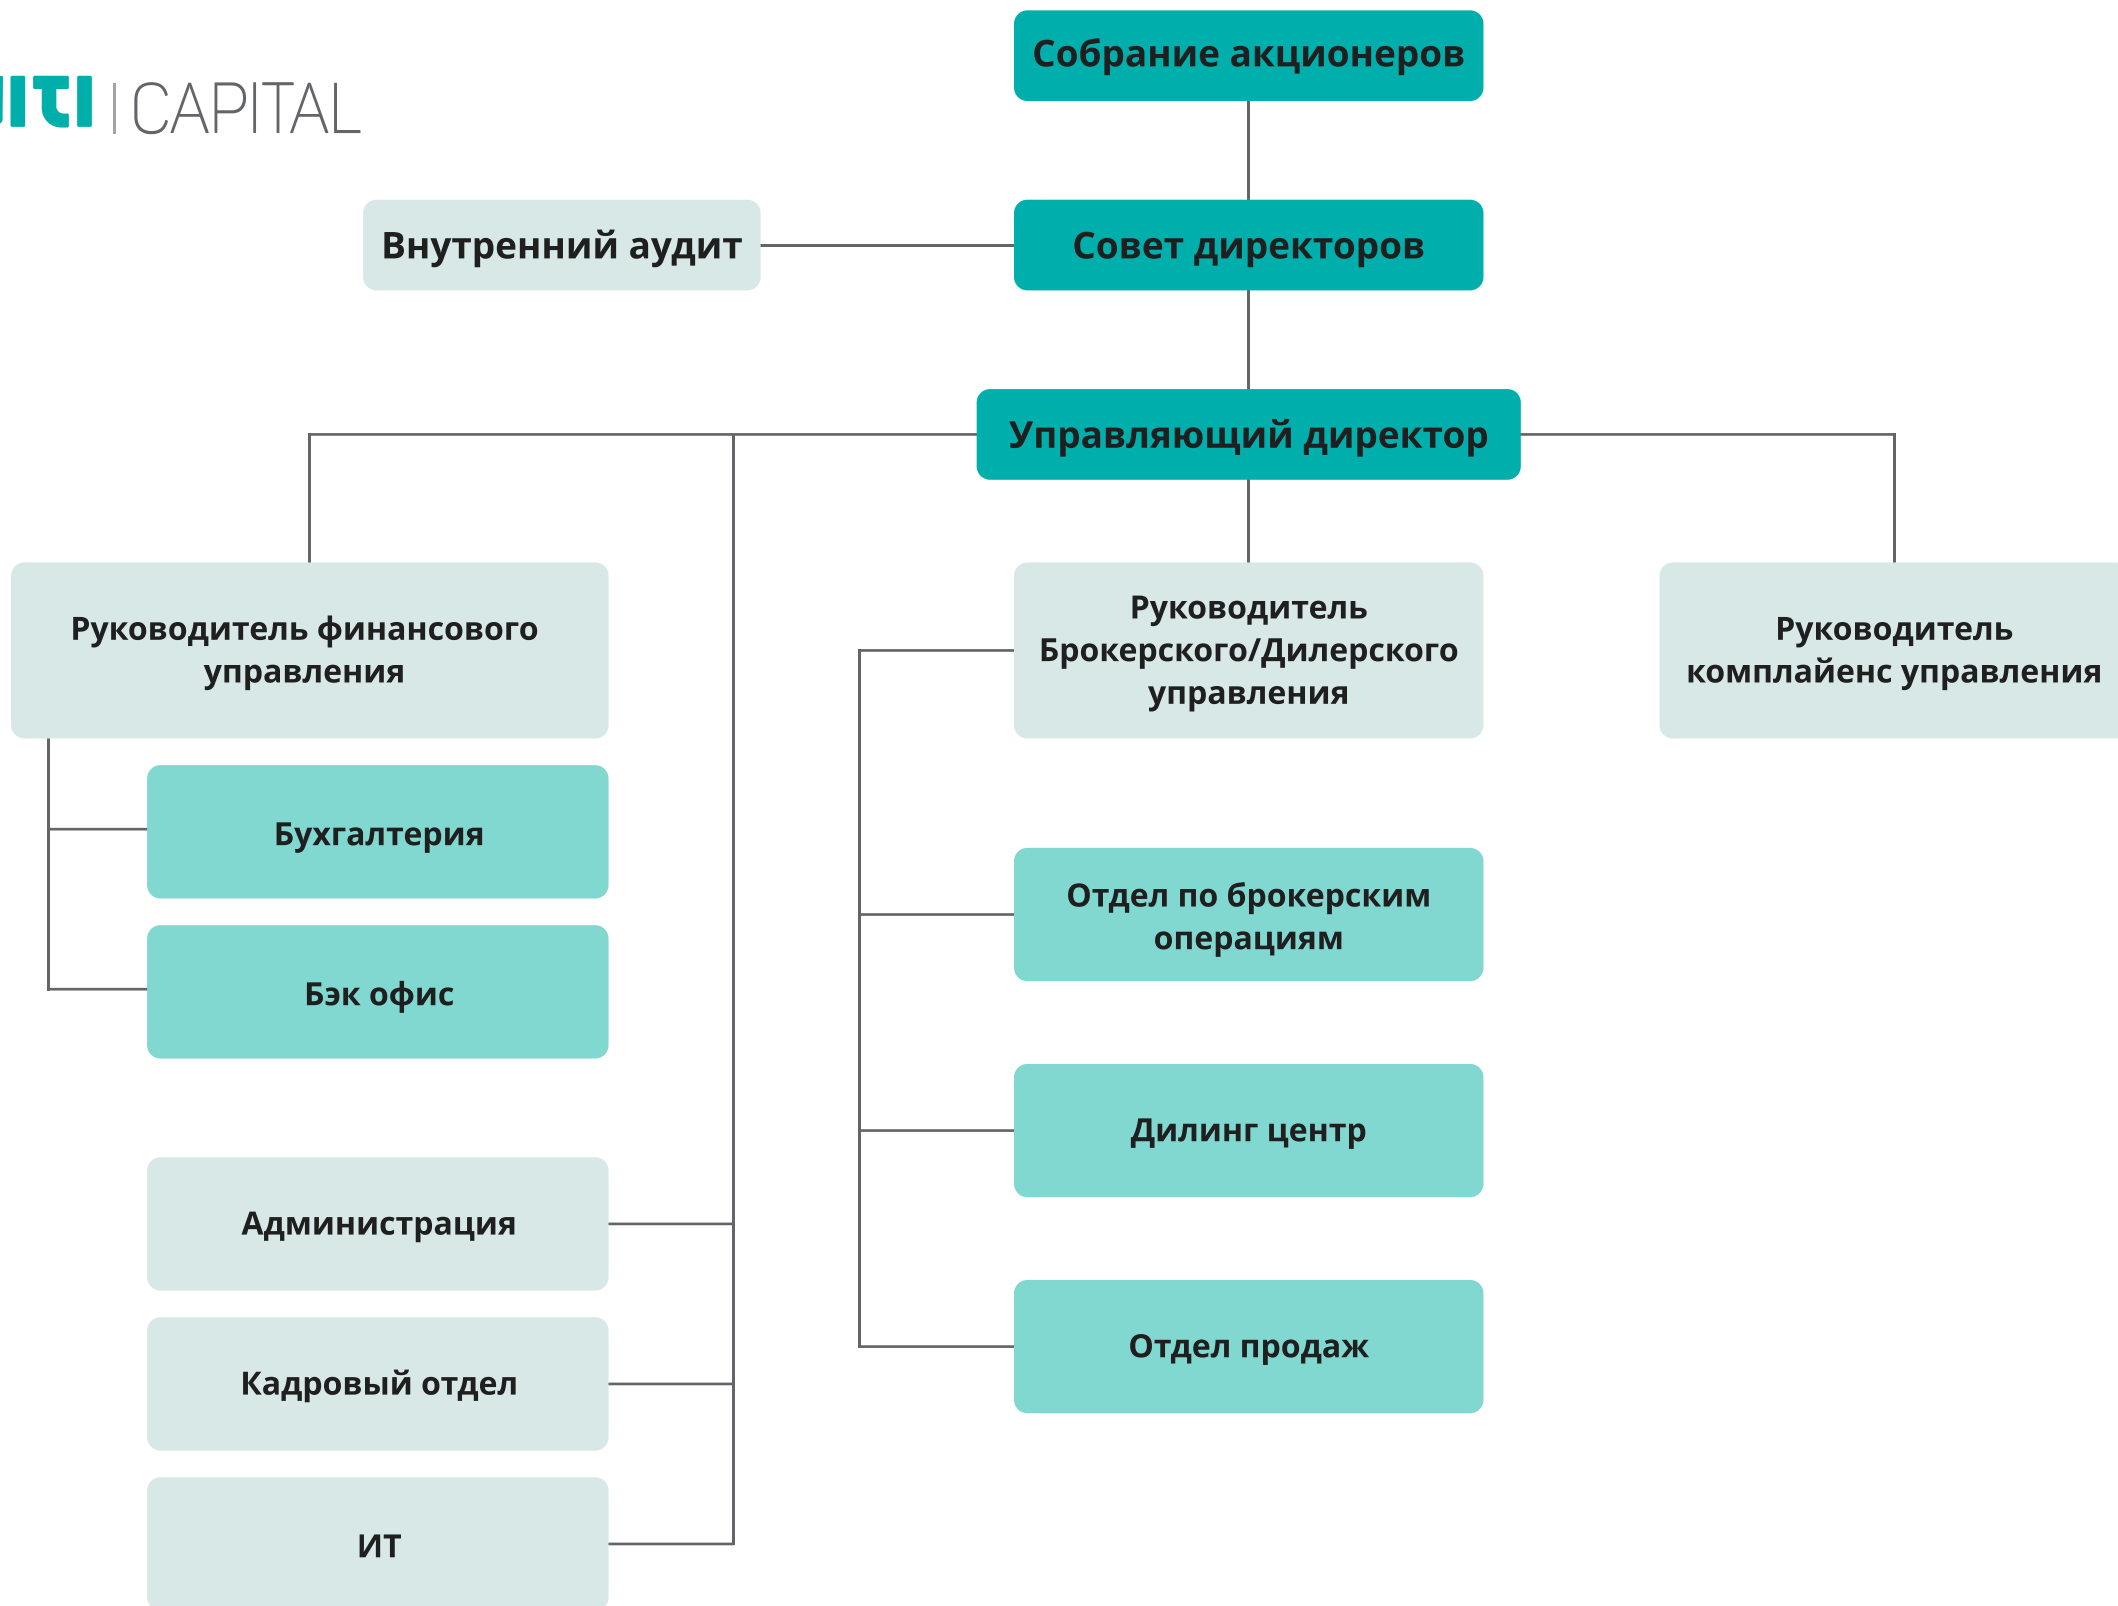 Собрание акционеров
CAPITAL
Внутренний аудит
Совет директоров
Управляющий директор
Руководитель финансового
управления
Руководитель
Брокерского/Дилерского
управления
Руководитель
комплайенс управления
Бухгалтерия
Бэк офис
Отдел по брокерским
операциям
Дилинг центр
Отдел продаж
Администрация
Кадровый отдел
ИТ